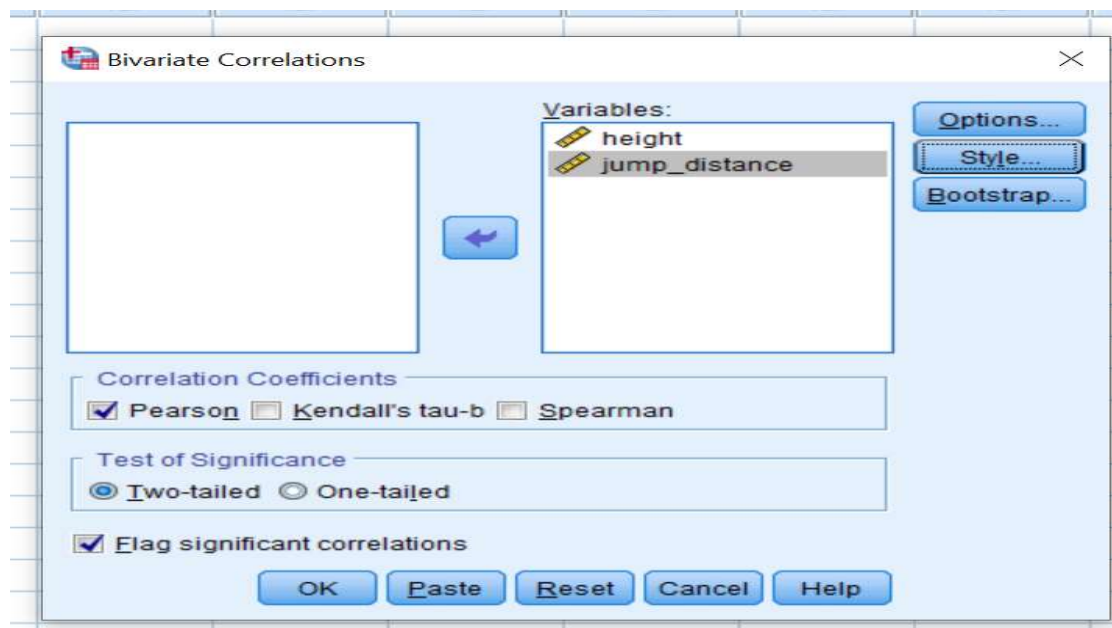 Bivariate Correlations
Variables:
height
jump_distance
Options...
Style...
Bootstrap...
Correlation Coefficients
Pearson Kendall's tau-b Spearman
Test of Significance
Two-tailed One-tailed
Flag significant correlations
OK Paste Reset Cancel Help